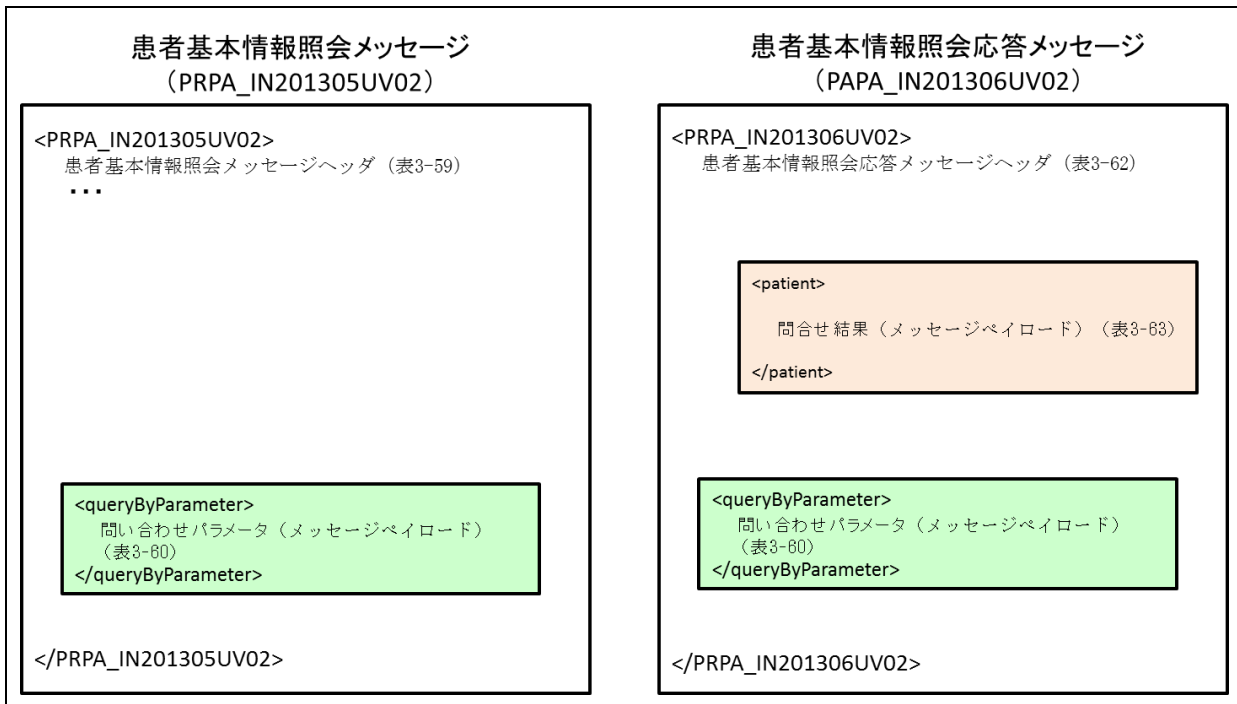 患者基本情報照会メッセージ
（PRPA_IN201305UV02）
<PRPA_IN201305UV02>
患者基本情報照会メッセージヘッダ（表3-59）
・・・
<queryByParameter>
問い合わせパラメータ（メッセージペイロード）
（表3-60）
</queryByParameter>
</PRPA_IN201305UV02>
患者基本情報照会応答メッセージ
（PAPA_IN201306UV02）
<PRPA_IN201306UV02>
患者基本情報照会応答メッセージヘッダ（表3-62）
<patient>
問合せ結果（メッセージペイロード）（表3-63）
</patient>
<queryByParameter>
問い合わせパラメータ（メッセージペイロード）
（表3-60）
</queryByParameter>
</PRPA_IN201306UV02>